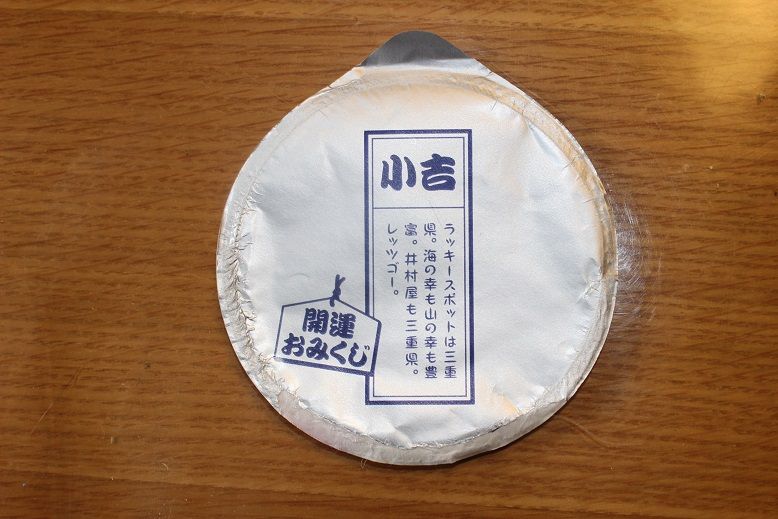 小吉
ラッキースポットは三重
県。海の幸も山の幸も豊
富。井村屋も三重県。
レッツゴー。
開運
おみくじ